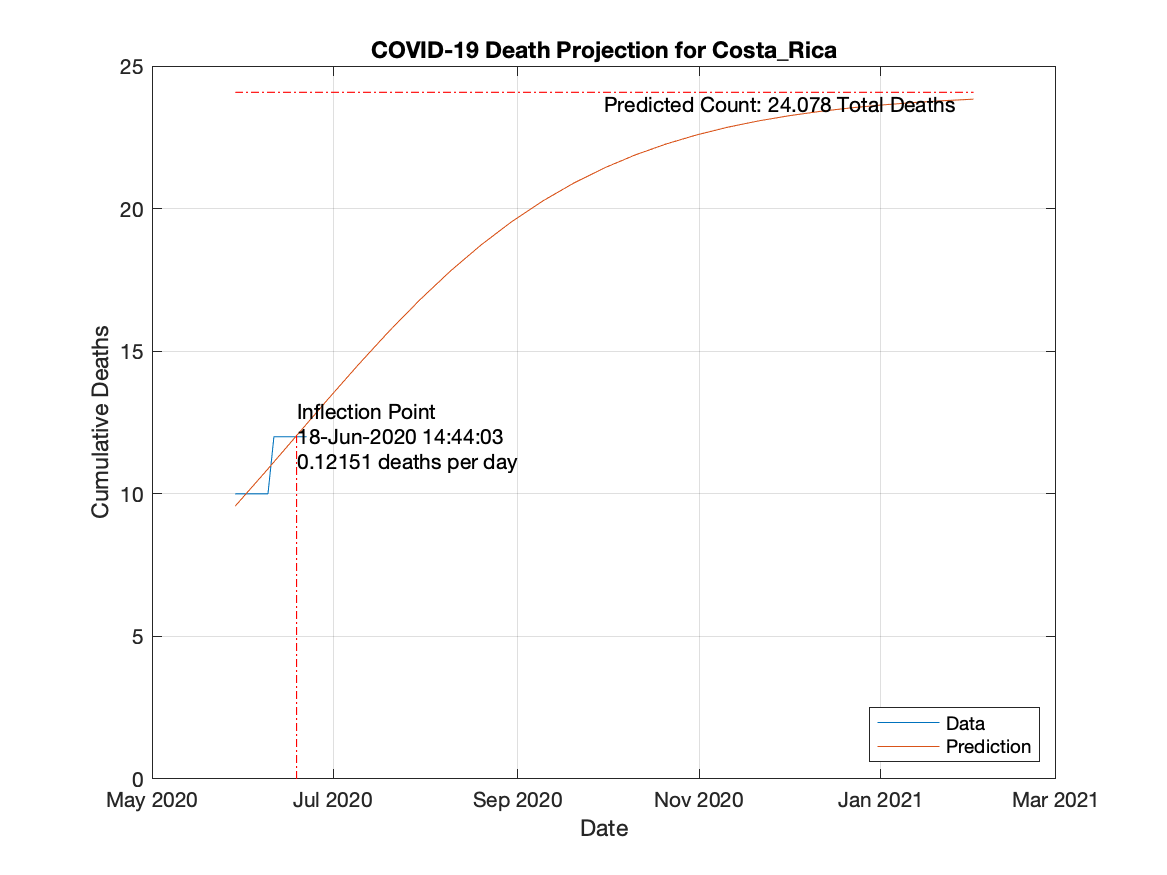 COVID-19 Death Projection for Costa_Rica
25
Predicted Count: 24.078 Total Deaths
20
15
Inflection Point
18-Jun-2020 14:44:03
0.12151 deaths per day
10
5
0
Cumulative Deaths
Data
Prediction
May 2020 Jul 2020 Sep 2020 Nov 2020 Jan 2021 Mar 2021
Date